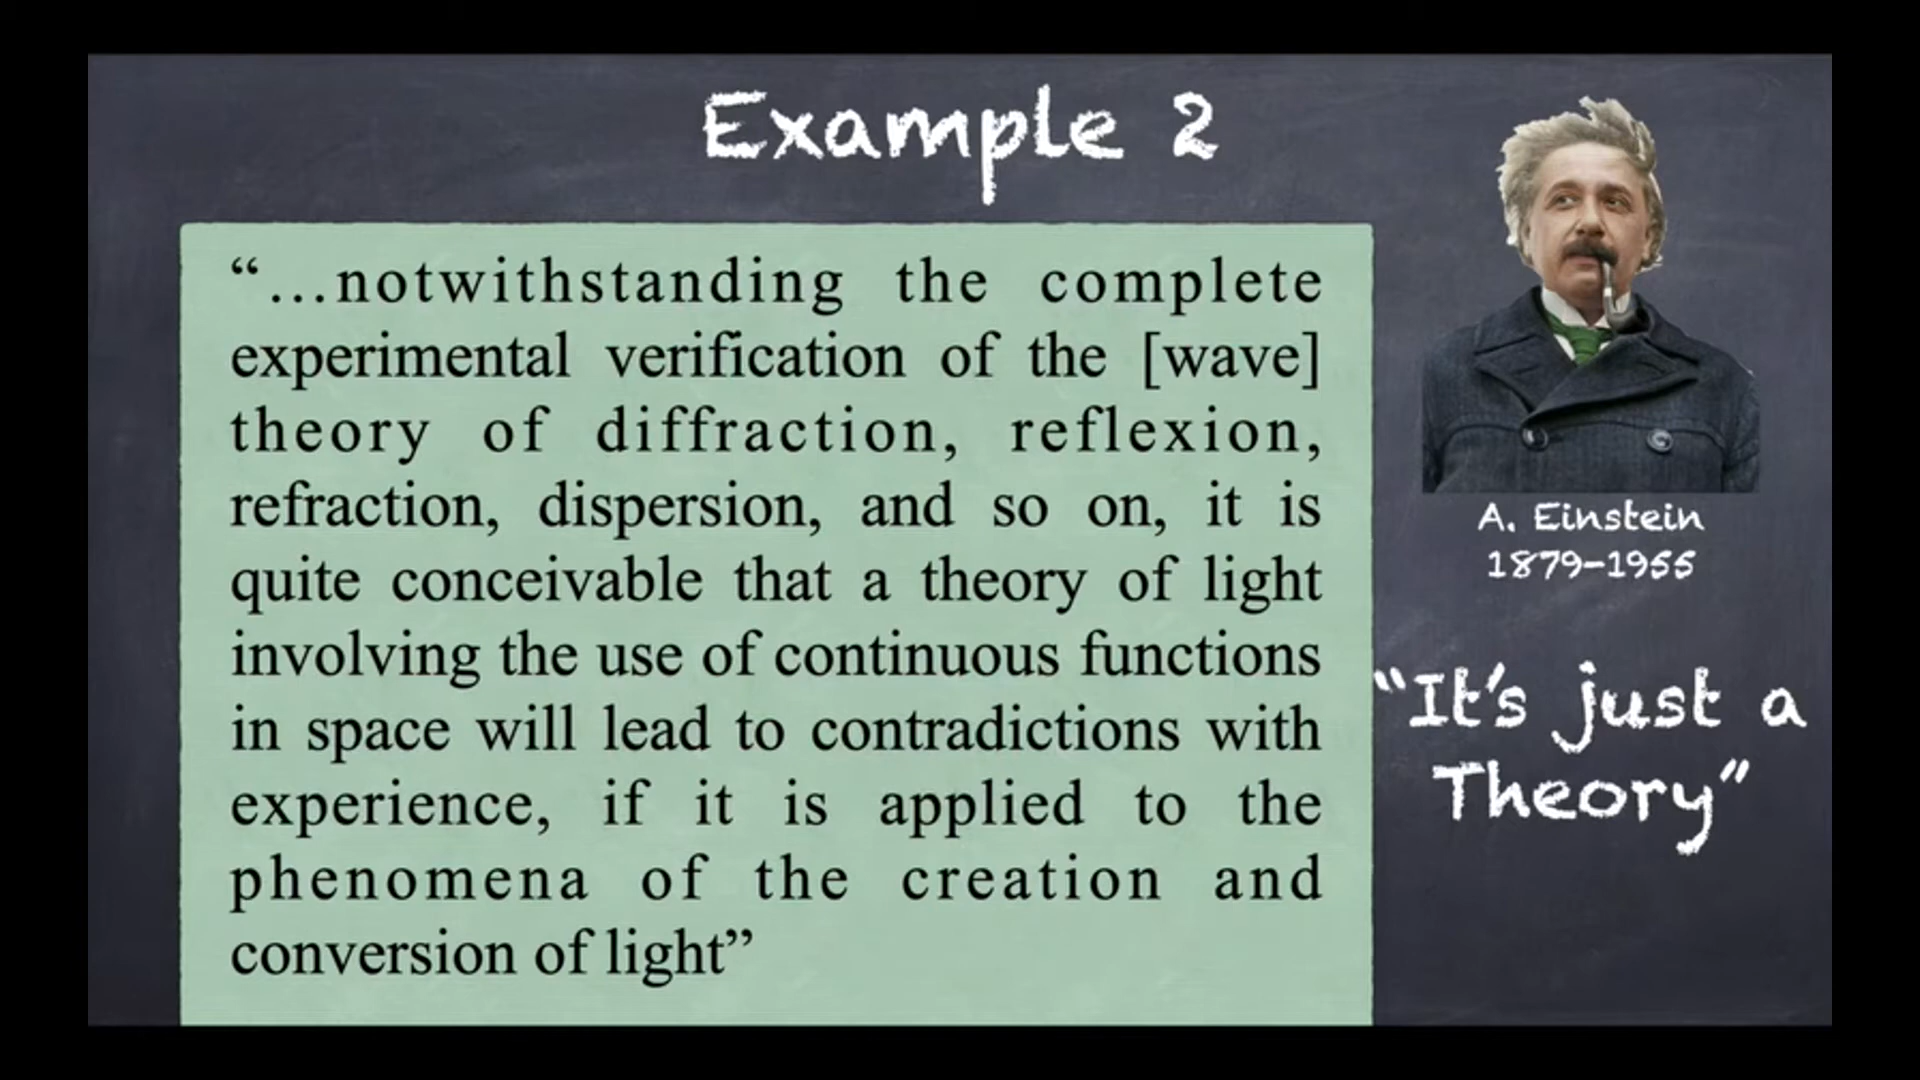 Example 2
“…notwithstanding the complete
experimental verification of the [wave]
theory of diffraction, reflexion,
refraction, dispersion, and so on, it is
quite conceivable that a theory of light
involving the use of continuous functions
in space will lead to contradictions with
experience, if it is applied to the
phenomena of the creation and
conversion of light”
A. Einstein
1879-1955
“It’s just a
Theory”